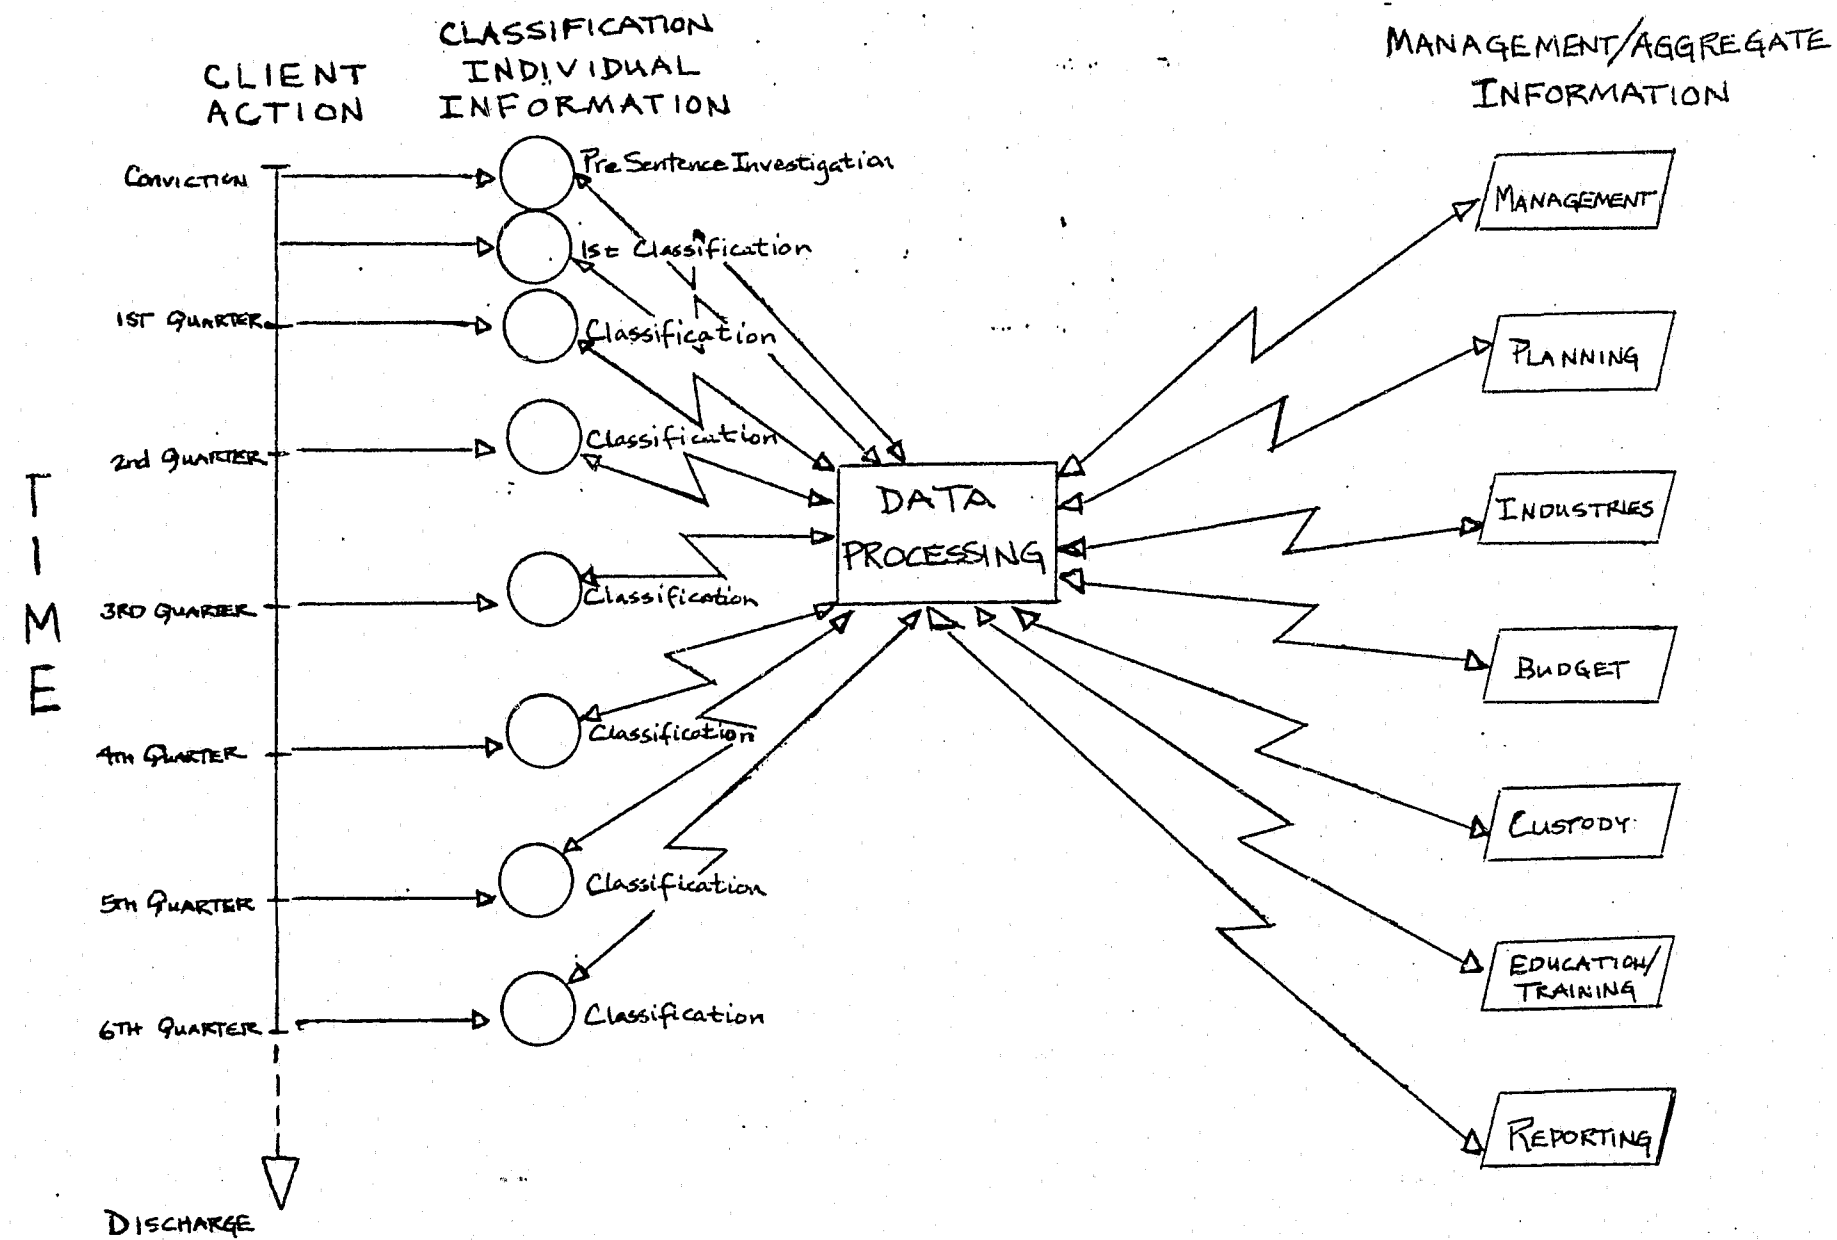 CLIENT
ACTION
CLASSIFICATION
INDIVIDUAL
INFORMATION
MANAGEMENT/AGGREGATE
INFORMATION
TIME
CONVICTION
PreSentence Investigation
1st Classification
1ST QUARTER
Classification
2nd QUARTER
Classification
3RD QUARTER
Classification
4TH QUARTER
Classification
5TH QUARTER
Classification
6TH QUARTER
Classification
DISCHARGE
DATA
PROCESSING
MANAGEMENT
PLANNING
INDUSTRIES
BUDGET
CUSTODY
EDUCATION/
TRAINING
REPORTING